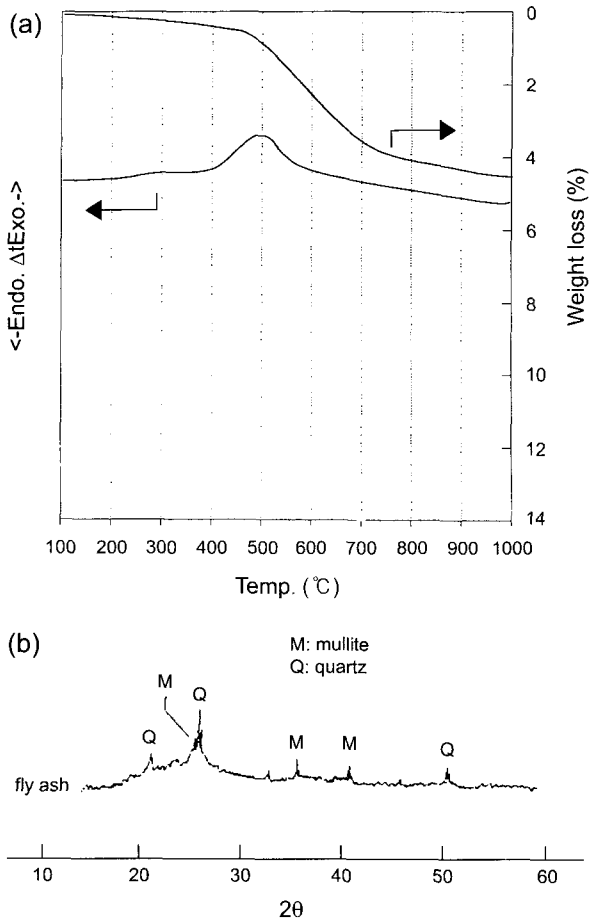 (a)
0
2
4
6
8
10
12
14
Weight loss (%)
<-Endo. ΔtExo.->
100 200 300 400 500 600 700 800 900 1000
Temp. (℃)
(b)
M: mullite
Q: quartz
M
Q
Q
M
M
Q
fly ash
10 20 30 40 50 60
2θ